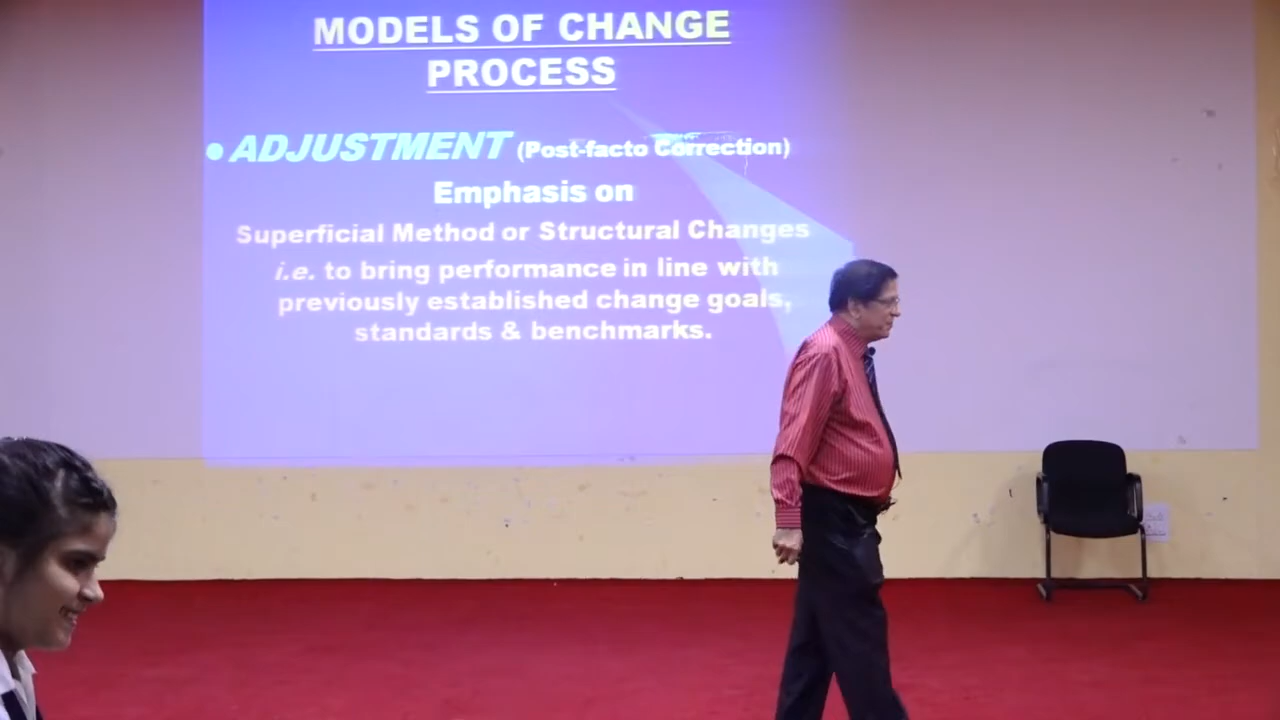 MODELS OF CHANGE
PROCESS
• ADJUSTMENT (Post-facto Correction)
Emphasis on
Superficial Method or Structural Changes
i.e. to bring performance in line with
previously established change goals,
standards & benchmarks.